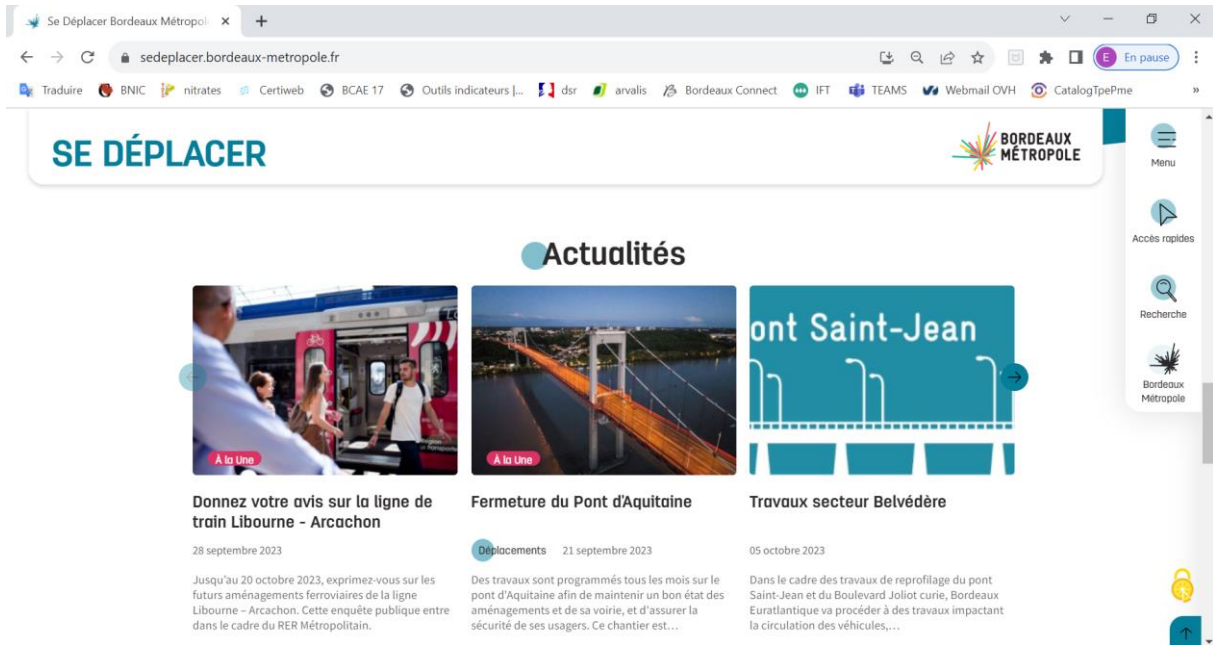 Se Déplacer Bordeaux Métropol
sedeplacer.bordeaux-metropole.fr
E En pause
Traduire BNIC nitrates Certiweb BCAE 17 Outils indicateurs |... dsr arvalis Bordeaux Connect IFT TEAMS Webmail OVH CatalogTpePme »
SE DÉPLACER
BORDEAUX
MÉTROPOLE
Menu
Accès rapides
Recherche
Bordeaux
Métropole
Actualités
À la Une
Donnez votre avis sur la ligne de
train Libourne - Arcachon
28 septembre 2023
Jusqu'au 20 octobre 2023, exprimez-vous sur les
futurs aménagements ferroviaires de la ligne
Libourne – Arcachon. Cette enquête publique entre
dans le cadre du RER Métropolitain.
À la Une
Fermeture du Pont d'Aquitaine
Déplacements 21 septembre 2023
Des travaux sont programmés tous les mois sur le
pont d'Aquitaine afin de maintenir un bon état des
aménagements et de sa voirie, et d'assurer la
sécurité de ses usagers. Ce chantier est...
ont Saint-Jean
Travaux secteur Belvédère
05 octobre 2023
Dans le cadre des travaux de reprofilage du pont
Saint-Jean et du Boulevard Joliot curie, Bordeaux
Euratlantique va procéder à des travaux impactant
la circulation des véhicules,...